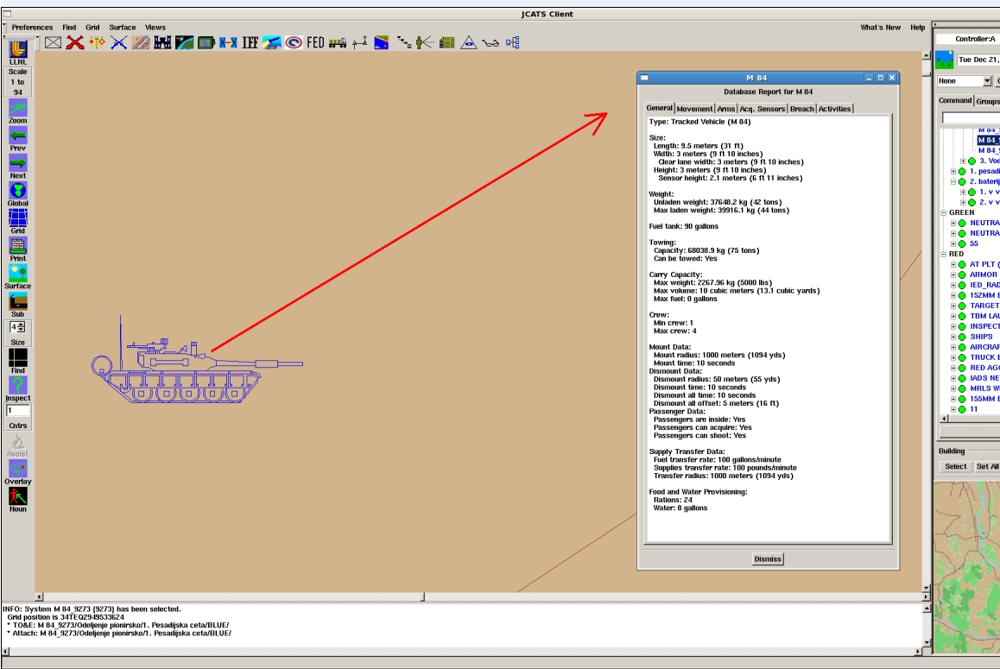 JCATS Client
Preferences Find Grid Surface Views What's New Help
IFF FED
LLNL
Scale
1 to
94
Zoom
Prev
Next
Global
Grid
Print
Surface
Sub
4
Size
Find
Inspect
1
Cntrs
Assist
Overlay
Noun
M 84
Database Report for M 84
General Movement Arms Acq. Sensors Breach Activities
Type: Tracked Vehicle (M 84)
Size:
Length: 9.5 meters (31 ft)
Width: 3 meters (9 ft 10 inches)
Clear lane width: 3 meters (9 ft 10 inches)
Height: 3 meters (9 ft 10 inches)
Sensor height: 2.1 meters (6 ft 11 inches)
Weight:
Unladen weight: 37648.2 kg (42 tons)
Max laden weight: 39916.1 kg (44 tons)
Fuel tank: 90 gallons
Towing:
Capacity: 68038.9 kg (75 tons)
Can be towed: Yes
Carry Capacity:
Max weight: 2267.96 kg (5000 lbs)
Max volume: 10 cubic meters (13.1 cubic yards)
Max fuel: 0 gallons
Crew:
Min crew: 1
Max crew: 4
Mount Data:
Mount radius: 1000 meters (1094 yds)
Mount time: 10 seconds
Dismount Data:
Dismount radius: 50 meters (55 yds)
Dismount time: 10 seconds
Dismount all time: 10 seconds
Dismount all offset: 5 meters (16 ft)
Passenger Data:
Passengers are inside: Yes
Passengers can acquire: Yes
Passengers can shoot: Yes
Supply Transfer Data:
Fuel transfer rate: 100 gallons/minute
Supplies transfer rate: 100 pounds/minute
Transfer radius: 1000 meters (1094 yds)
Food and Water Provisioning:
Rations: 24
Water: 8 gallons
Dismiss
Controller:A
Tue Dec 21,
None
Command Groups
M 84_
M 84_
M 84_
3. Vod
1. pesadi
2. baterij
1. v v
2. v v
GREEN
NEUTRA
NEUTRA
55
RED
AT PLT (
ARMOR
IED_RAD
152MM
TARGET
TBM LAU
INSPECT
SHIPS
AIRCRAF
TRUCK
RED AGG
IADS NE
MRLS W
155MM
11
Building
Select Set All
INFO: System M 84_9273 (9273) has been selected.
Grid position is 34TEQ2949533624
* TO&E: M 84_9273/Odeljenje pionirsko/1. Pesadijska ceta/BLUE/
* Attach: M 84_9273/Odeljenje pionirsko/1. Pesadijska ceta/BLUE/